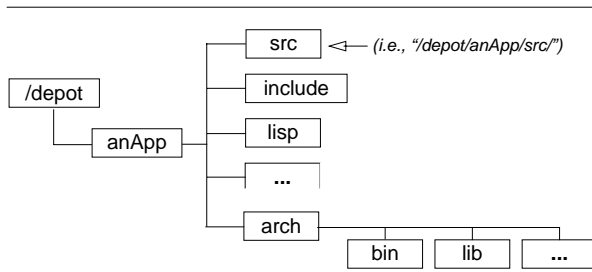 src
(i.e., “/depot/anApp/src/”)
/depot
include
anApp
lisp
...
arch
bin
lib
...